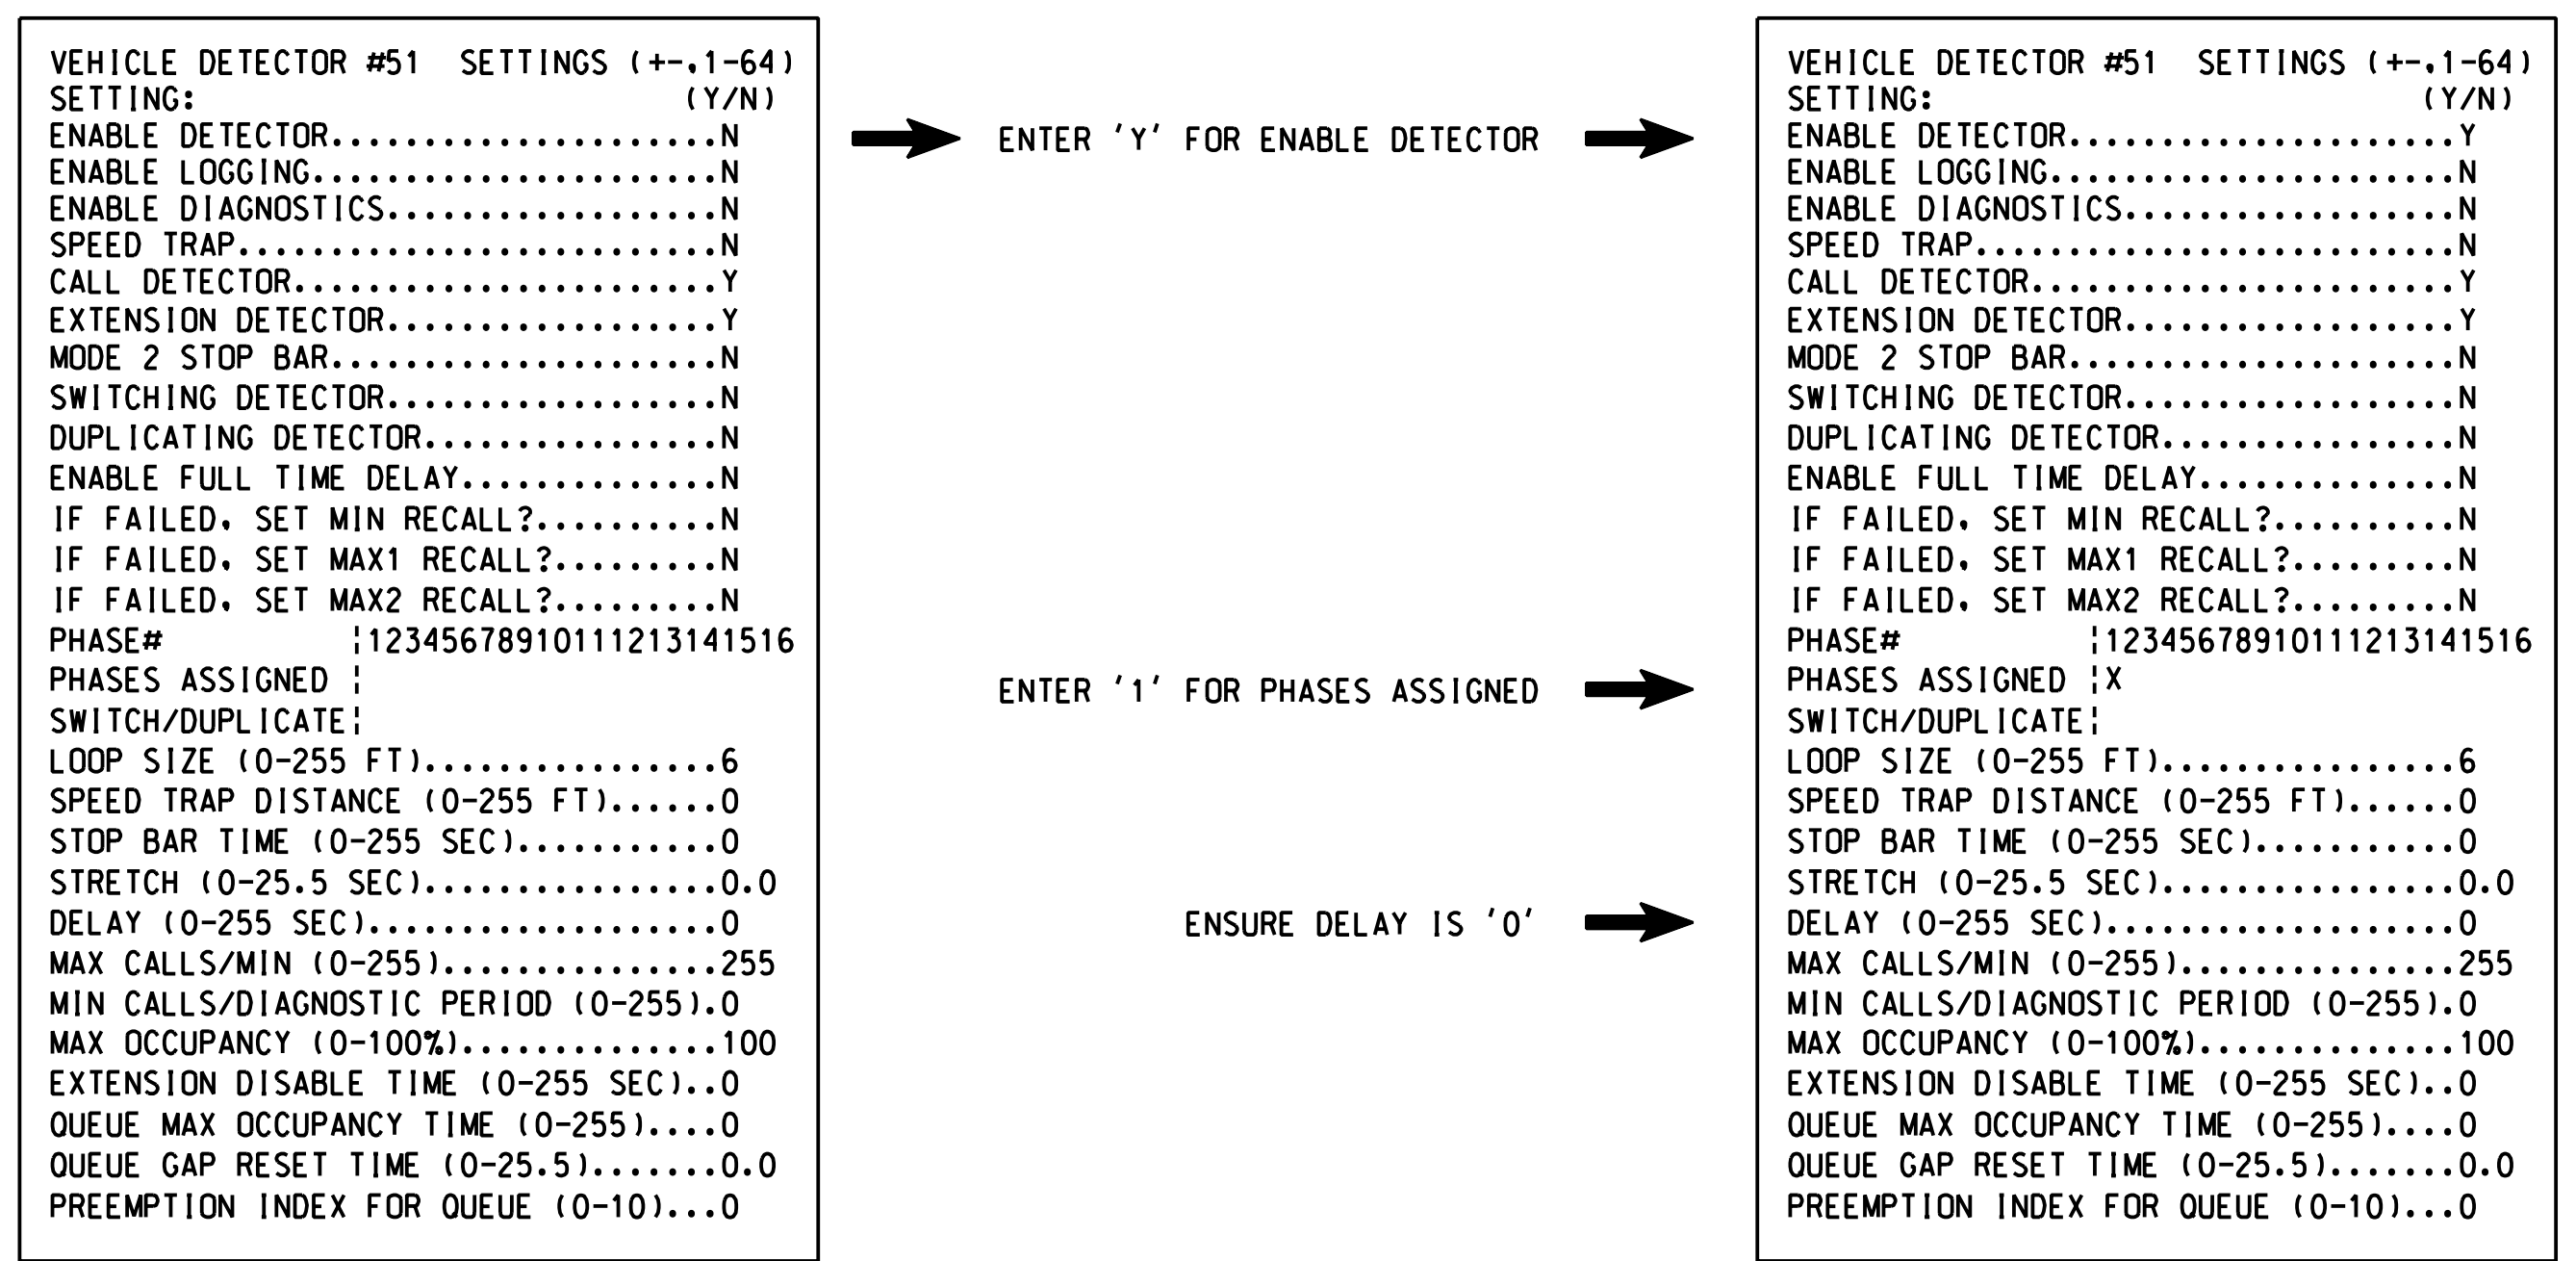 VEHICLE DETECTOR #51 SETTINGS (+-,1-64)
SETTING: (Y/N)
ENABLE DETECTOR.....................N
ENABLE LOGGING......................N
ENABLE DIAGNOSTICS..................N
SPEED TRAP..........................N
CALL DETECTOR.......................Y
EXTENSION DETECTOR..................Y
MODE 2 STOP BAR.....................N
SWITCHING DETECTOR..................N
DUPLICATING DETECTOR................N
ENABLE FULL TIME DELAY..............N
IF FAILED, SET MIN RECALL?..........N
IF FAILED, SET MAX1 RECALL?.........N
IF FAILED, SET MAX2 RECALL?.........N
PHASE# ¦12345678910111213141516
PHASES ASSIGNED ¦
SWITCH/DUPLICATE¦
LOOP SIZE (0-255 FT)................6
SPEED TRAP DISTANCE (0-255 FT)......0
STOP BAR TIME (0-255 SEC)...........0
STRETCH (0-25.5 SEC)................0.0
DELAY (0-255 SEC)...................0
MAX CALLS/MIN (0-255)...............255
MIN CALLS/DIAGNOSTIC PERIOD (0-255).0
MAX OCCUPANCY (0-100%)..............100
EXTENSION DISABLE TIME (0-255 SEC)..0
QUEUE MAX OCCUPANCY TIME (0-255)....0
QUEUE GAP RESET TIME (0-25.5).......0.0
PREEMPTION INDEX FOR QUEUE (0-10)...0
ENTER 'Y' FOR ENABLE DETECTOR
ENTER '1' FOR PHASES ASSIGNED
ENSURE DELAY IS '0'
VEHICLE DETECTOR #51 SETTINGS (+-,1-64)
SETTING: (Y/N)
ENABLE DETECTOR.....................Y
ENABLE LOGGING......................N
ENABLE DIAGNOSTICS..................N
SPEED TRAP..........................N
CALL DETECTOR.......................Y
EXTENSION DETECTOR..................Y
MODE 2 STOP BAR.....................N
SWITCHING DETECTOR..................N
DUPLICATING DETECTOR................N
ENABLE FULL TIME DELAY..............N
IF FAILED, SET MIN RECALL?..........N
IF FAILED, SET MAX1 RECALL?.........N
IF FAILED, SET MAX2 RECALL?.........N
PHASE# ¦12345678910111213141516
PHASES ASSIGNED ¦X
SWITCH/DUPLICATE¦
LOOP SIZE (0-255 FT)................6
SPEED TRAP DISTANCE (0-255 FT)......0
STOP BAR TIME (0-255 SEC)...........0
STRETCH (0-25.5 SEC)................0.0
DELAY (0-255 SEC)...................0
MAX CALLS/MIN (0-255)...............255
MIN CALLS/DIAGNOSTIC PERIOD (0-255).0
MAX OCCUPANCY (0-100%)..............100
EXTENSION DISABLE TIME (0-255 SEC)..0
QUEUE MAX OCCUPANCY TIME (0-255)....0
QUEUE GAP RESET TIME (0-25.5).......0.0
PREEMPTION INDEX FOR QUEUE (0-10)...0